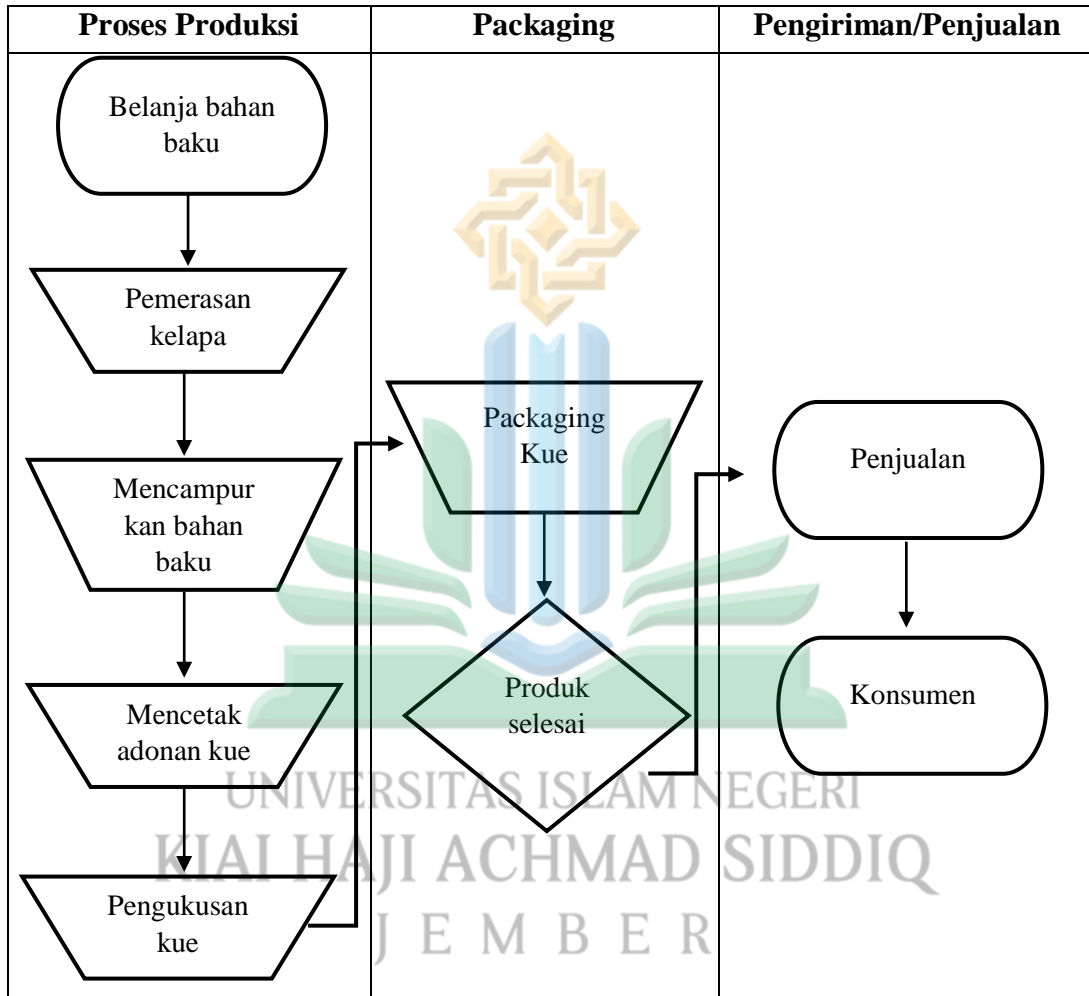 Proses Produksi
Packaging
Pengiriman/Penjualan
Belanja bahan
baku
Pemerasan
kelapa
Mencampur
kan bahan
baku
Mencetak
adonan kue
Pengukusan
kue
Packaging
Kue
Produk
selesai
Penjualan
Konsumen
UNIVERSITAS ISLAM NEGERI
KIAI HAJI ACHMAD SIDDIQ
J E M B E R